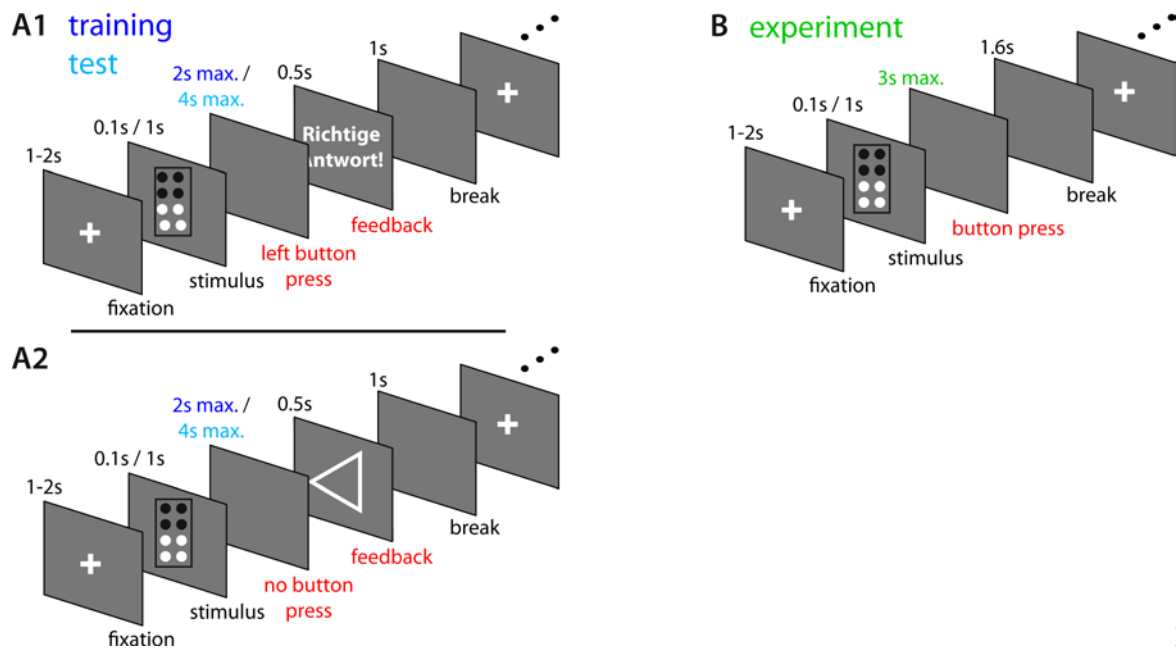 A1 training
test
1-2s
0.1s / 1s
2s max. /
4s max.
0.5s
1s
Richtige
Antwort!
fixation
stimulus
left button
press
feedback
break
A2
1-2s
0.1s / 1s
2s max. /
4s max.
0.5s
1s
fixation
stimulus
no button
press
feedback
break
B experiment
1-2s
0.1s / 1s
3s max.
1.6s
fixation
stimulus
button press
break